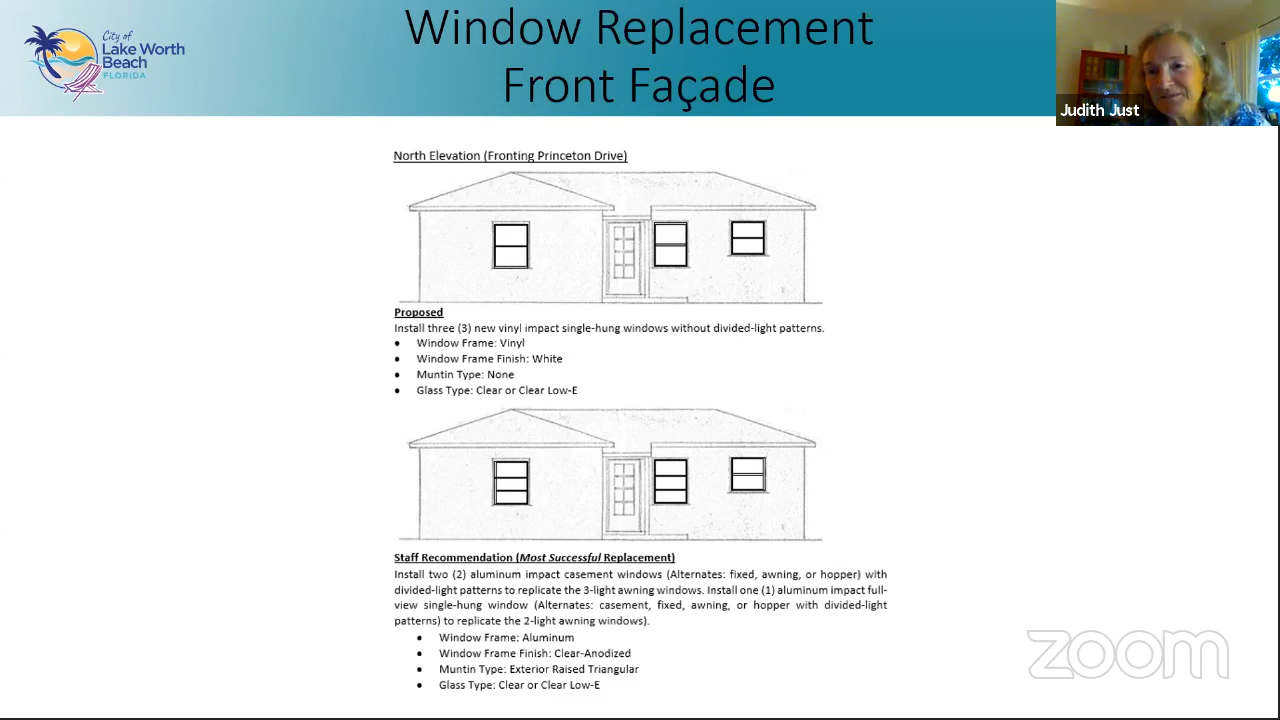 City of
Lake Worth
Beach
FLORIDA
Window Replacement
Front Façade
Judith Just
North Elevation (Fronting Princeton Drive)
Proposed
Install three (3) new vinyl impact single-hung windows without divided-light patterns.
• Window Frame: Vinyl
• Window Frame Finish: White
• Muntin Type: None
• Glass Type: Clear or Clear Low-E
Staff Recommendation (Most Successful Replacement)
Install two (2) aluminum impact casement windows (Alternates: fixed, awning, or hopper) with
divided-light patterns to replicate the 3-light awning windows. Install one (1) aluminum impact full-
view single-hung window (Alternates: casement, fixed, awning, or hopper with divided-light
patterns) to replicate the 2-light awning windows).
• Window Frame: Aluminum
• Window Frame Finish: Clear-Anodized
• Muntin Type: Exterior Raised Triangular
• Glass Type: Clear or Clear Low-E
zoom